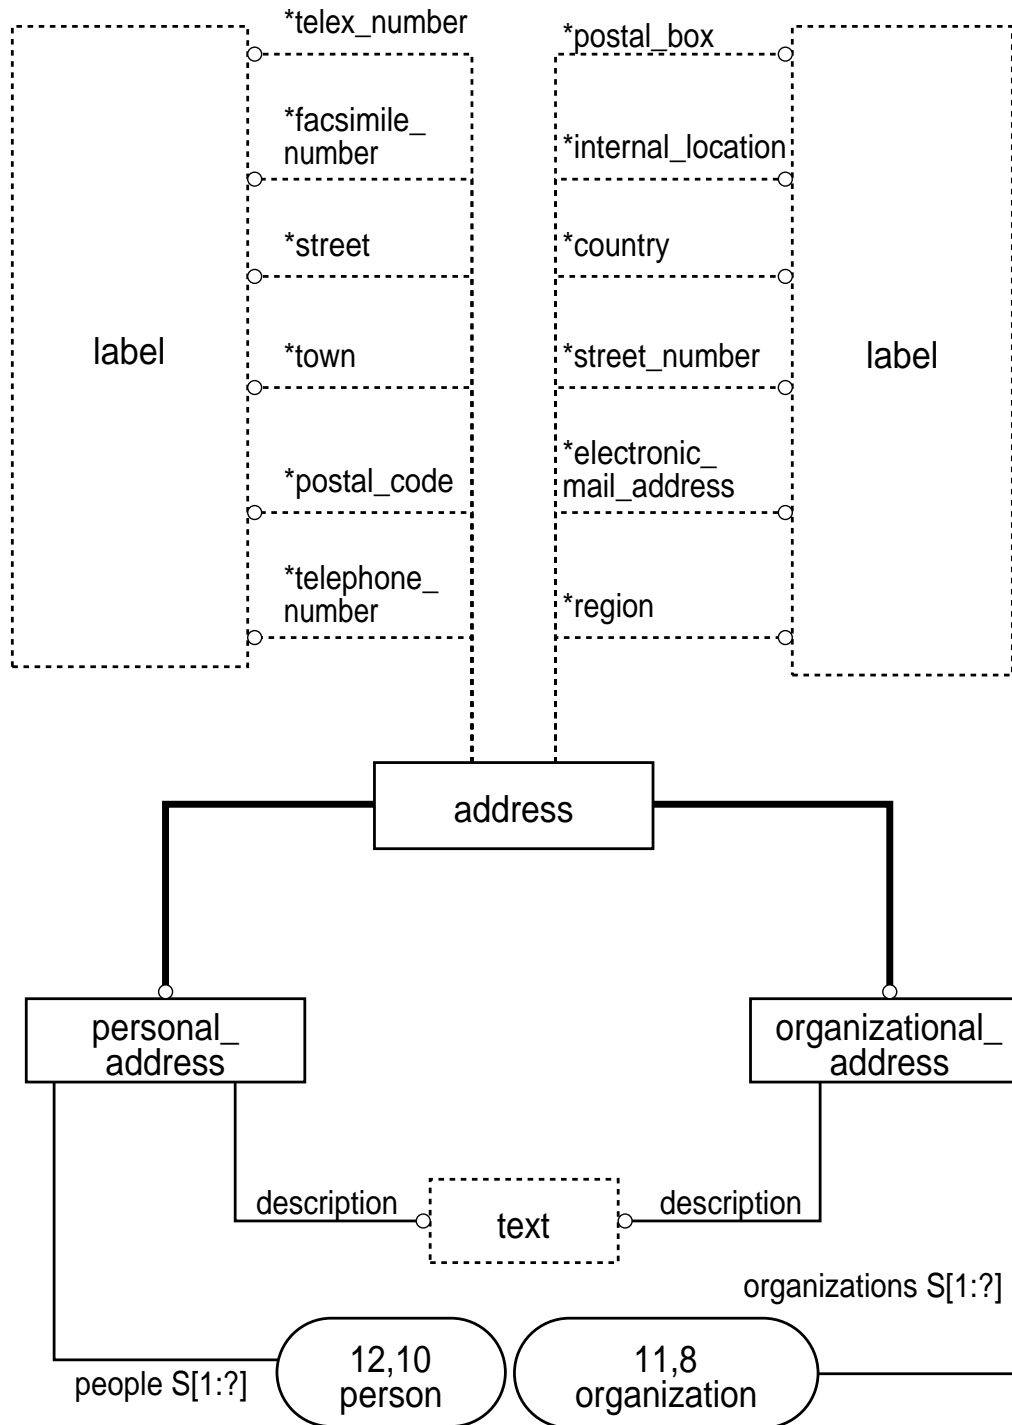 *telex_number
*postal_box
*facsimile_
number
*internal_location
*street
*country
label
*town
*street_number
label
*postal_code
*electronic_
mail_address
*telephone_
number
*region
address
personal_
address
organizational_
address
description
text
description
organizations S[1:?]
people S[1:?]
12,10
person
11,8
organization